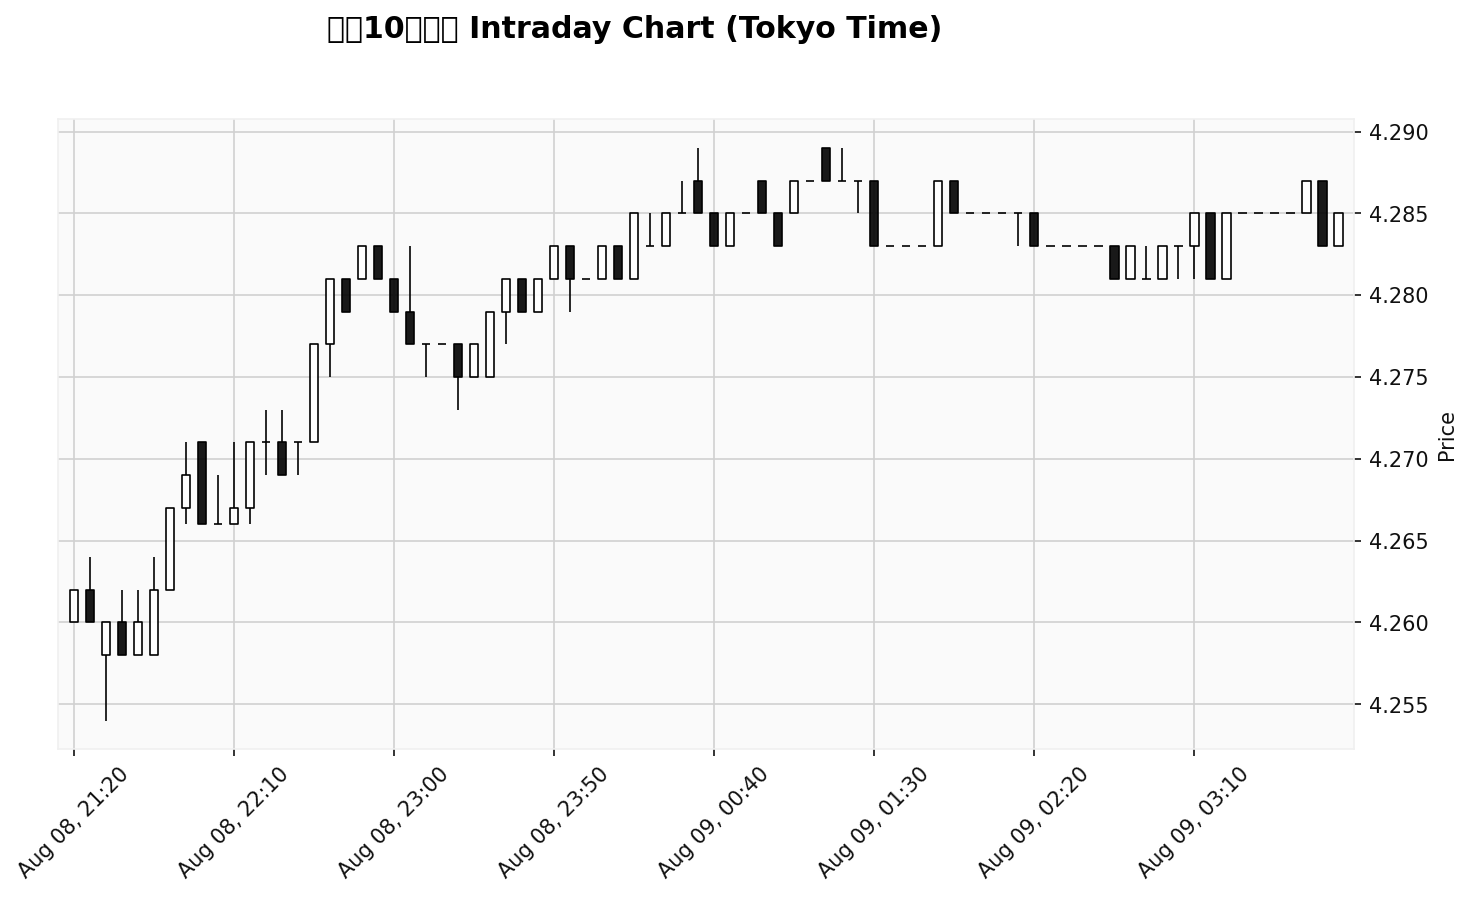 10 Intraday Chart (Tokyo Time)
4.290
4.285
4.280
4.275
4.270
4.265
4.260
4.255
Price
Aug 08, 21:20
Aug 08, 22:10
Aug 08, 23:00
Aug 08, 23:50
Aug 09, 00:40
Aug 09, 01:30
Aug 09, 02:20
Aug 09, 03:10